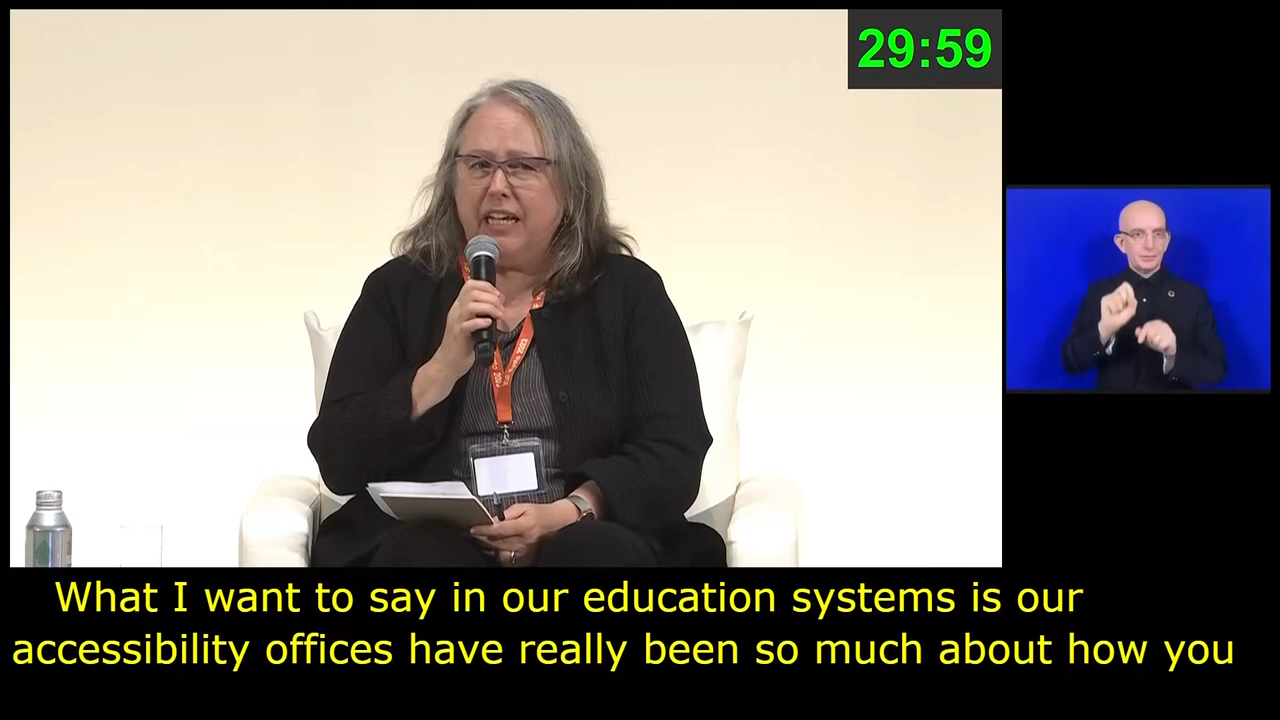 29:59
What I want to say in our education systems is our
accessibility offices have really been so much about how you